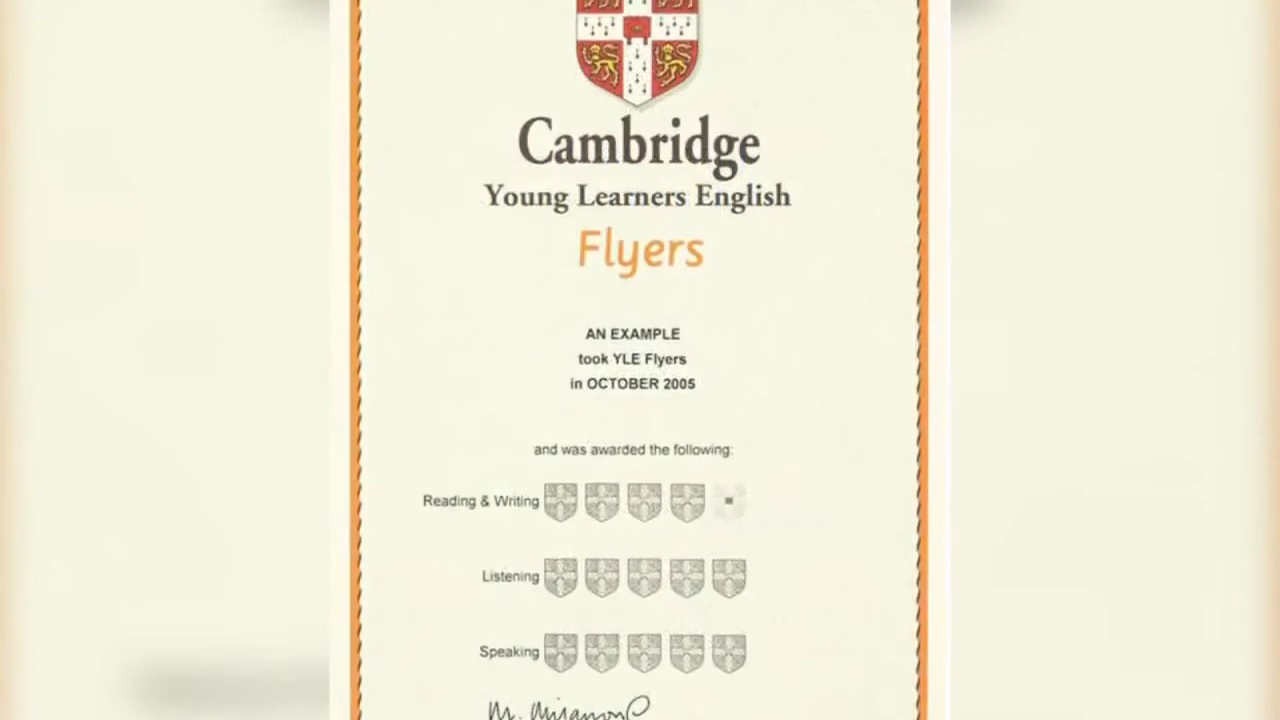 Cambridge
Young Learners English
Flyers
AN EXAMPLE
took YLE Flyers
in OCTOBER 2005
and was awarded the following:
Reading & Writing
Listening
Speaking